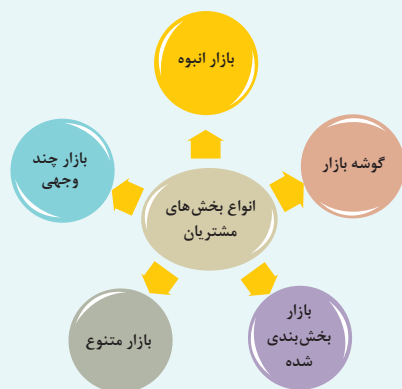 بازار انبوه
گوشه بازار
بازار چند
وجهی
انواع بخش‌های
مشتریان
بازار
بخش‌بندی
شده
بازار متنوع